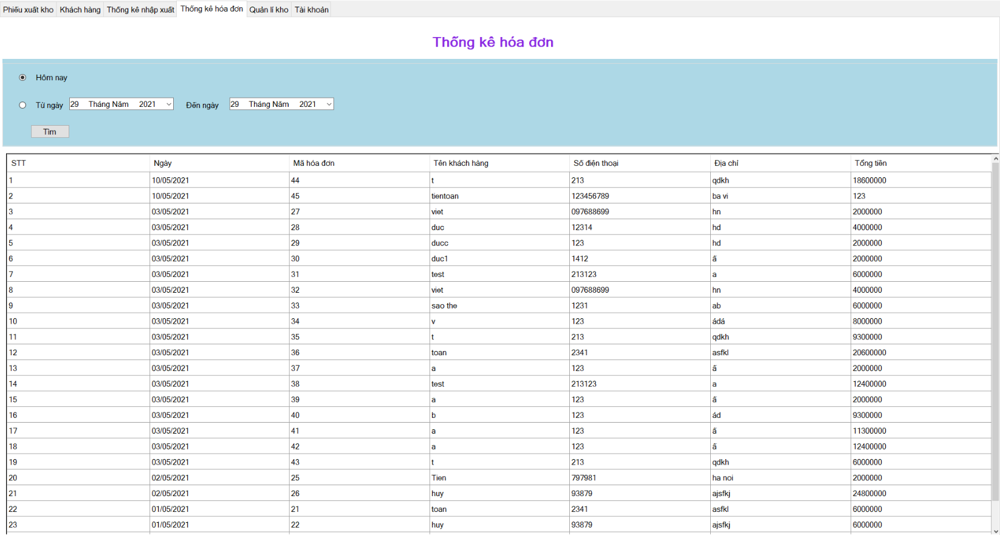 Phiếu xuất kho Khách hàng Thống kê nhập xuất Thống kê hóa đơn Quản lí kho Tài khoản
Thống kê hóa đơn
Hôm nay
Từ ngày 29 Tháng Năm 2021 Đến ngày 29 Tháng Năm 2021
Tìm
STT Ngày Mã hóa đơn Tên khách hàng Số điện thoại Địa chỉ Tổng tiền
1 10/05/2021 44 t 213 qdkh 18600000
2 10/05/2021 45 tientoan 123456789 ba vi 123
3 03/05/2021 27 viet 097688699 hn 2000000
4 03/05/2021 28 duc 12314 hd 4000000
5 03/05/2021 29 ducc 123 hd 2000000
6 03/05/2021 30 duc1 1412 ấ 2000000
7 03/05/2021 31 test 213123 a 6000000
8 03/05/2021 32 viet 097688699 hn 4000000
9 03/05/2021 33 sao the 1231 ab 6000000
10 03/05/2021 34 v 123 ádá 8000000
11 03/05/2021 35 t 213 qdkh 9300000
12 03/05/2021 36 toan 2341 asfkl 20600000
13 03/05/2021 37 a 123 ấ 2000000
14 03/05/2021 38 test 213123 a 12400000
15 03/05/2021 39 a 123 ấ 2000000
16 03/05/2021 40 b 123 ád 9300000
17 03/05/2021 41 a 123 ấ 11300000
18 03/05/2021 42 a 123 ấ 12400000
19 03/05/2021 43 t 213 qdkh 6000000
20 02/05/2021 25 Tien 797981 ha noi 2000000
21 02/05/2021 26 huy 93879 ajsfkj 24800000
22 01/05/2021 21 toan 2341 asfkl 6000000
23 01/05/2021 22 huy 93879 ajsfkj 6000000